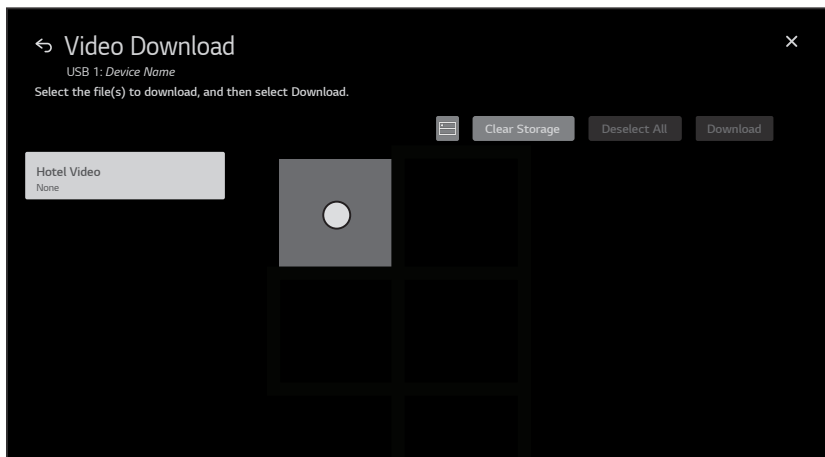 Video Download
USB 1: Device Name
Select the file(s) to download, and then select Download.
Clear Storage
Deselect All
Download
Hotel Video
None